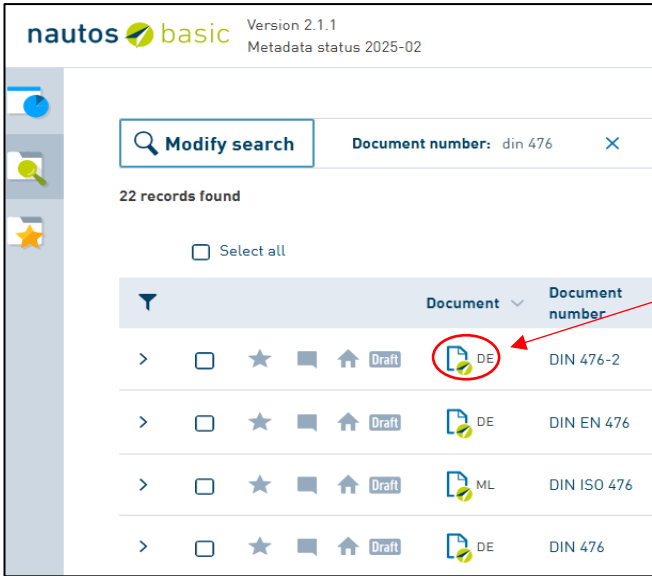 nautos basic Version 2.1.1
Metadata status 2025-02
Modify search Document number: din 476
22 records found
Select all
Document Document number
Draft DE DIN 476-2
Draft DE DIN EN 476
Draft ML DIN ISO 476
Draft DE DIN 476